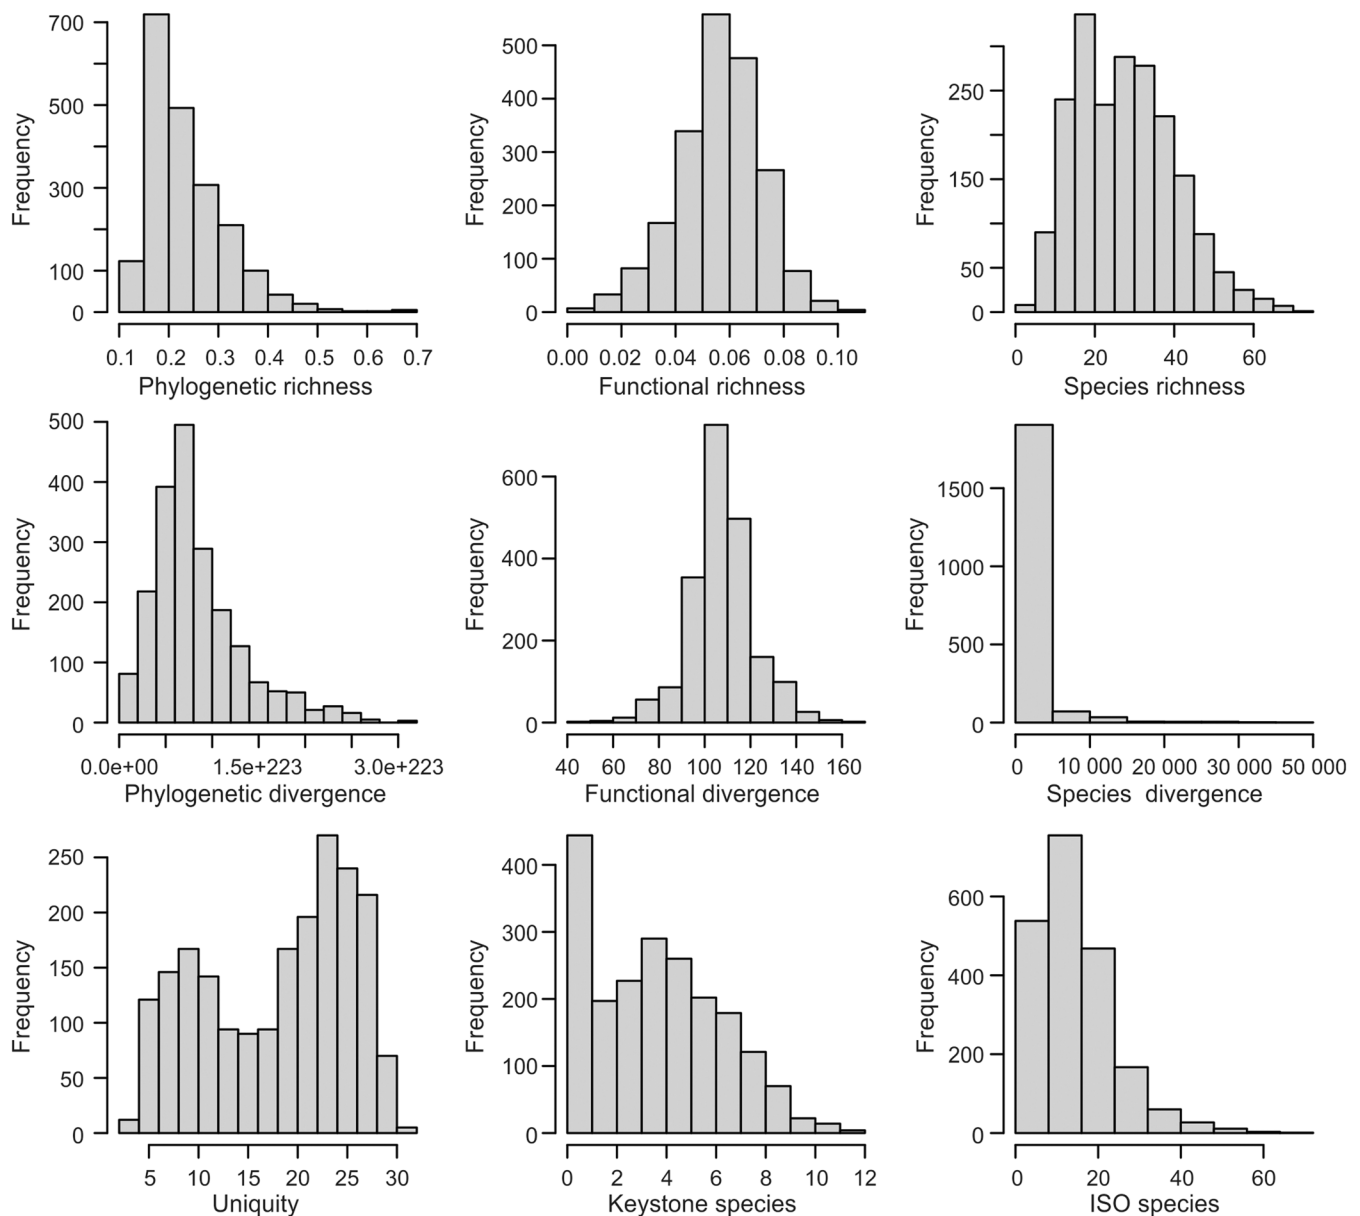 700
500
300
100
0
Frequency
0.1 0.2 0.3 0.4 0.5 0.6 0.7
Phylogenetic richness
500
400
300
200
100
0
Frequency
0.00 0.02 0.04 0.06 0.08 0.10
Functional richness
250
150
50
0
Frequency
0 20 40 60
Species richness
500
400
300
200
100
0
Frequency
0.0e+00 1.5e+223 3.0e+223
Phylogenetic divergence
600
400
200
0
Frequency
40 60 80 100 120 140 160
Functional divergence
1500
1000
500
0
Frequency
0 10 000 20 000 30 000 50 000
Species divergence
250
200
150
100
50
0
Frequency
5 10 15 20 25 30
Uniquity
400
300
200
100
0
Frequency
0 2 4 6 8 10 12
Keystone species
600
400
200
0
Frequency
0 20 40 60
ISO species